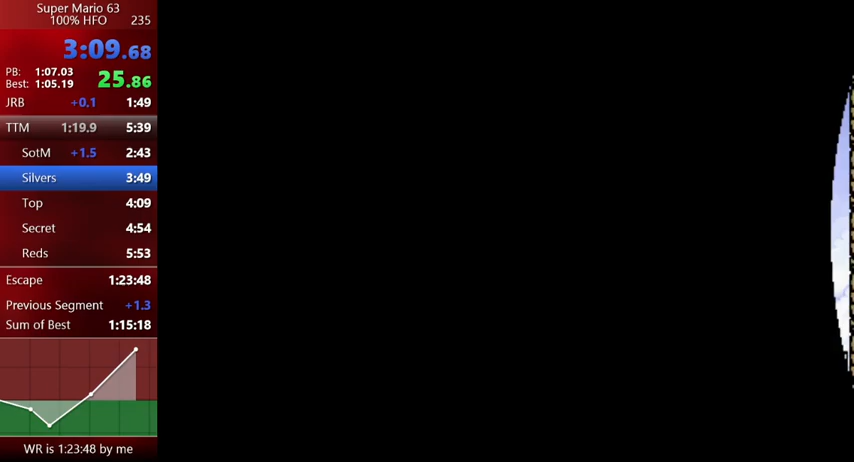 Super Mario 63
100% HFO 235
3:09.68
PB: 1:07.03
Best: 1:05.19 25.86
JRB +0.1 1:49
TTM 1:19.9 5:39
SotM +1.5 2:43
Silvers 3:49
Top 4:09
Secret 4:54
Reds 5:53
Escape 1:23:48
Previous Segment +1.3
Sum of Best 1:15:18
WR is 1:23:48 by me